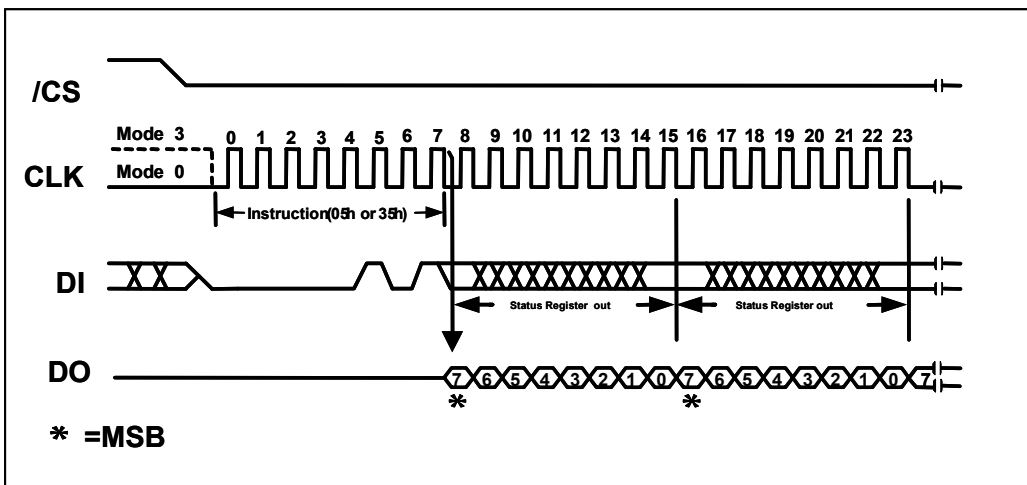 /CS
Mode 3
0 1 2 3 4 5 6 7 8 9 10 11 12 13 14 15 16 17 18 19 20 21 22 23
CLK
Mode 0
Instruction(05h or 35h)
DI
Status Register out Status Register out
DO
7 6 5 4 3 2 1 0 7 6 5 4 3 2 1 0 7
* *
* =MSB